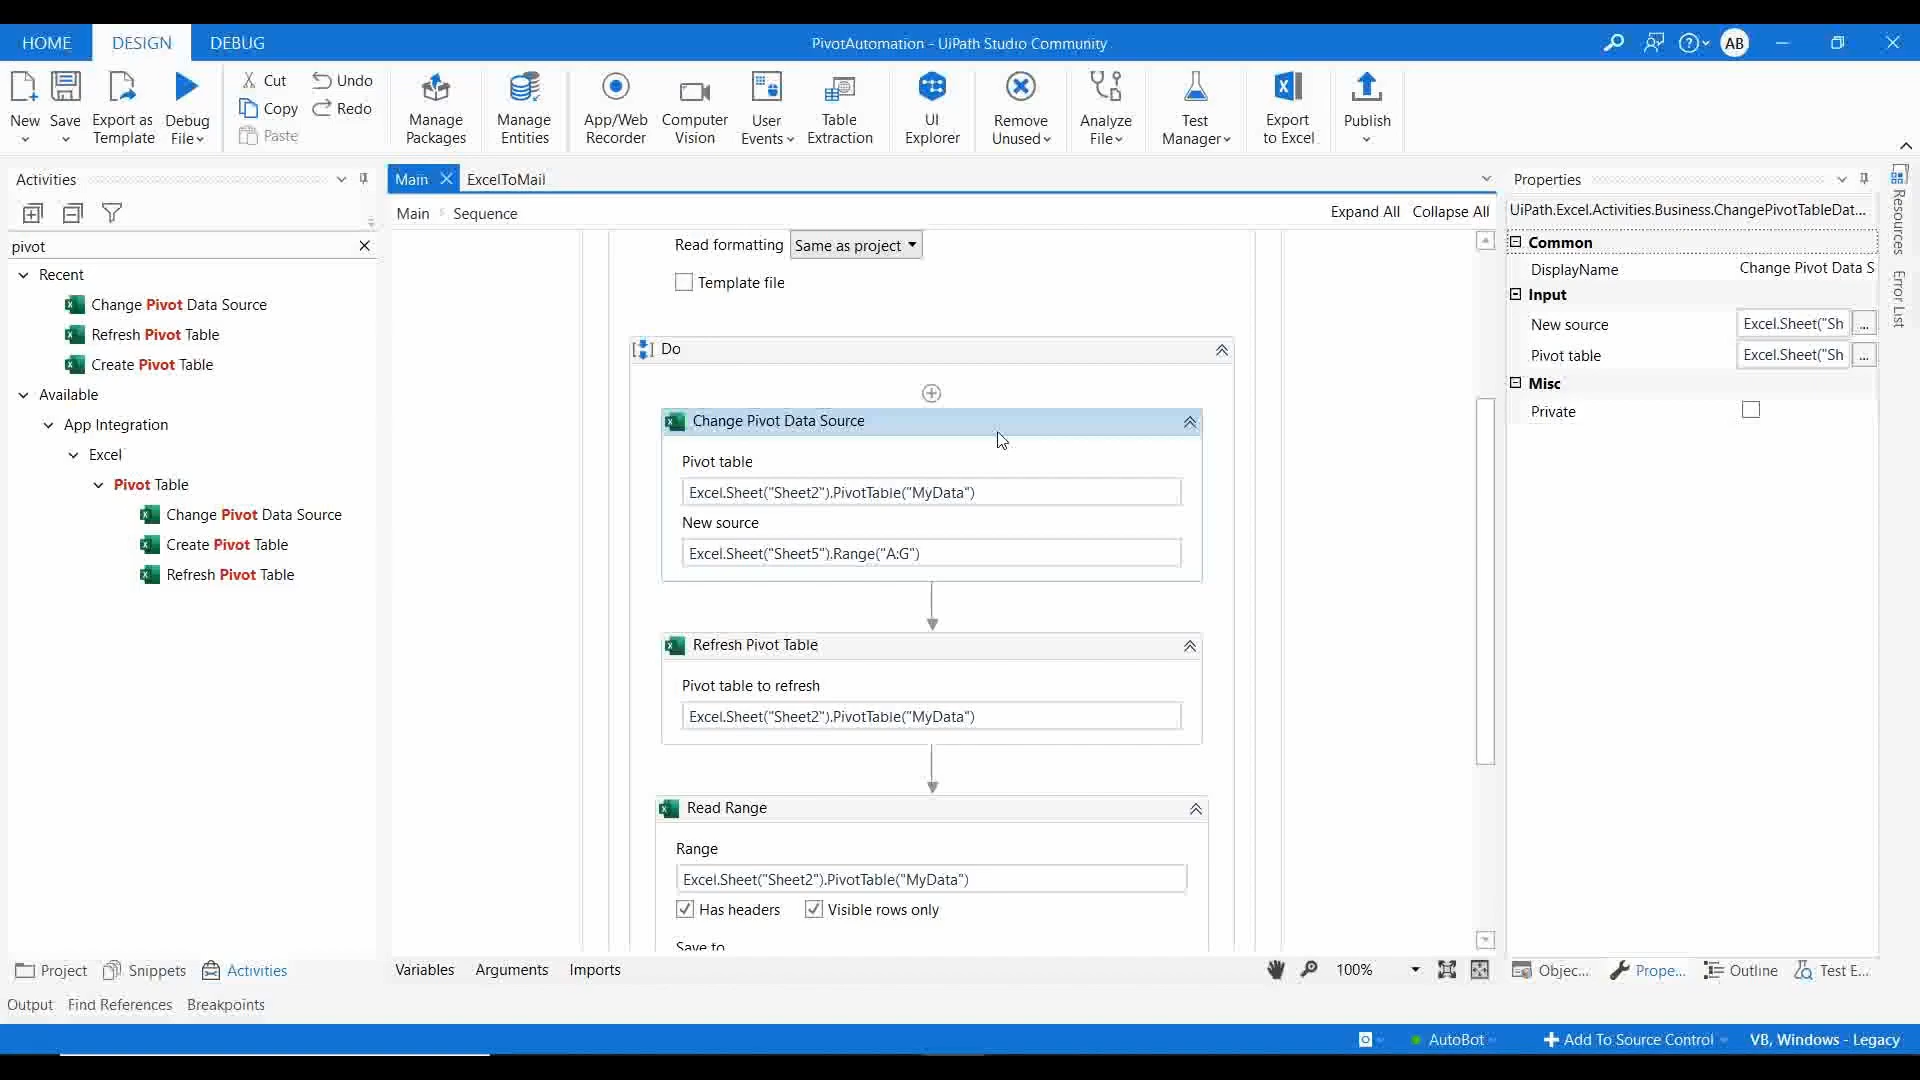 HOME DESIGN DEBUG PivotAutomation - UiPath Studio Community AB
New Save Export as Template Debug File Cut Copy Paste Undo Redo Manage Packages Manage Entities App/Web Recorder Computer Vision User Events Table Extraction UI Explorer Remove Unused Analyze File Test Manager Export to Excel Publish
Activities
pivot
Recent
Change Pivot Data Source
Refresh Pivot Table
Create Pivot Table
Available
App Integration
Excel
Pivot Table
Change Pivot Data Source
Create Pivot Table
Refresh Pivot Table
Project Snippets Activities
Output Find References Breakpoints
Main ExcelToMail
Main Sequence Expand All Collapse All
Read formatting Same as project
Template file
Do
Change Pivot Data Source
Pivot table
Excel.Sheet("Sheet2").PivotTable("MyData")
New source
Excel.Sheet("Sheet5").Range("A:G")
Refresh Pivot Table
Pivot table to refresh
Excel.Sheet("Sheet2").PivotTable("MyData")
Read Range
Range
Excel.Sheet("Sheet2").PivotTable("MyData")
Has headers Visible rows only
Save to
Variables Arguments Imports 100%
Properties
UiPath.Excel.Activities.Business.ChangePivotTableDat...
Common
DisplayName Change Pivot Data S
Input
New source Excel.Sheet("Sh ...
Pivot table Excel.Sheet("Sh ...
Misc
Private
Objec... Prope... Outline Test E...
Resources
Error List
AutoBot Add To Source Control VB, Windows - Legacy